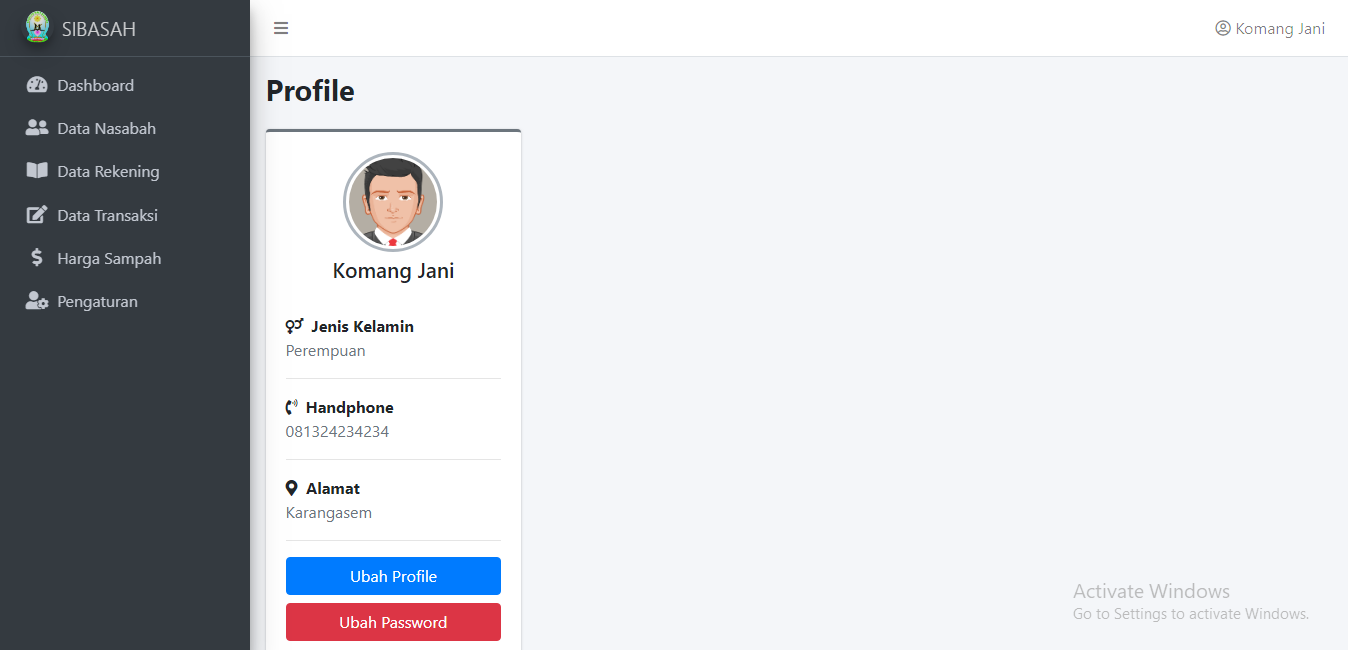 SIBASAH
Komang Jani
Dashboard
Data Nasabah
Data Rekening
Data Transaksi
Harga Sampah
Pengaturan
Profile
Komang Jani
Jenis Kelamin
Perempuan
Handphone
081324234234
Alamat
Karangasem
Ubah Profile
Ubah Password
Activate Windows
Go to Settings to activate Windows.